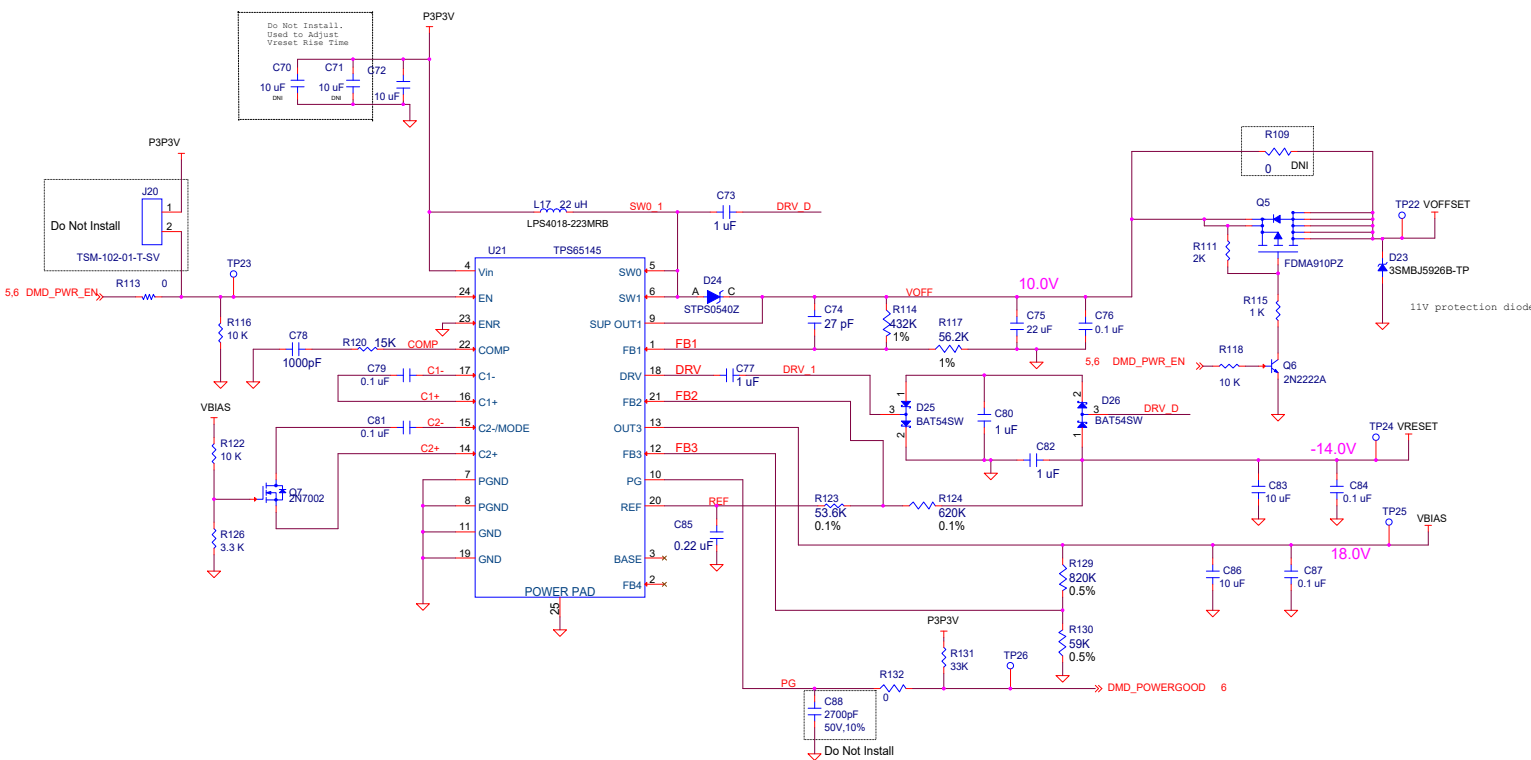 Do Not Install.
Used to Adjust
Vreset Rise Time
P3P3V
C70
C71
C72
10 uF
10 uF
10 uF
DNI
DNI
P3P3V
J20
1
2
Do Not Install
TSM-102-01-T-SV
R109
0
DNI
L17 22 uH
LPS4018-223MRB
SW0_1
C73
1 uF
DRV_D
Q5
FDMA910PZ
TP22
VOFFSET
R111
2K
D23
3SMBJ5926B-TP
11V protection diode
U21
TPS65145
4
Vin
SW0
5
TP23
5,6 DMD_PWR_EN
R113
0
24
EN
SW1
6
A
D24
C
STPS0540Z
VOFF
10.0V
R115
1 K
R116
10 K
23
ENR
SUP OUT1
9
C74
27 pF
R114
432K
1%
R117
56.2K
1%
C75
22 uF
C76
0.1 uF
C78
1000pF
R120
15K
COMP
22
COMP
FB1
1
FB1
5,6
DMD_PWR_EN
R118
10 K
Q6
2N2222A
C79
0.1 uF
C1-
17
C1-
DRV
18
DRV
C77
1 uF
DRV_1
C1+
16
C1+
FB2
21
FB2
1
3
2
D25
BAT54SW
C80
1 uF
2
3
1
D26
BAT54SW
DRV_D
VBIAS
C81
0.1 uF
C2-
15
C2-/MODE
OUT3
13
TP24
VRESET
R122
10 K
C2+
14
C2+
FB3
12
FB3
C82
1 uF
-14.0V
Q7
2N7002
7
PGND
PG
10
C83
10 uF
C84
0.1 uF
8
PGND
REF
20
REF
R123
53.6K
0.1%
R124
620K
0.1%
R126
3.3 K
11
GND
C85
0.22 uF
TP25
VBIAS
18.0V
19
GND
BASE
3
FB4
2
R129
820K
0.5%
C86
10 uF
C87
0.1 uF
POWER PAD
25
P3P3V
R130
59K
0.5%
R131
33K
TP26
PG
R132
0
DMD_POWERGOOD
6
C88
2700pF
50V,10%
Do Not Install